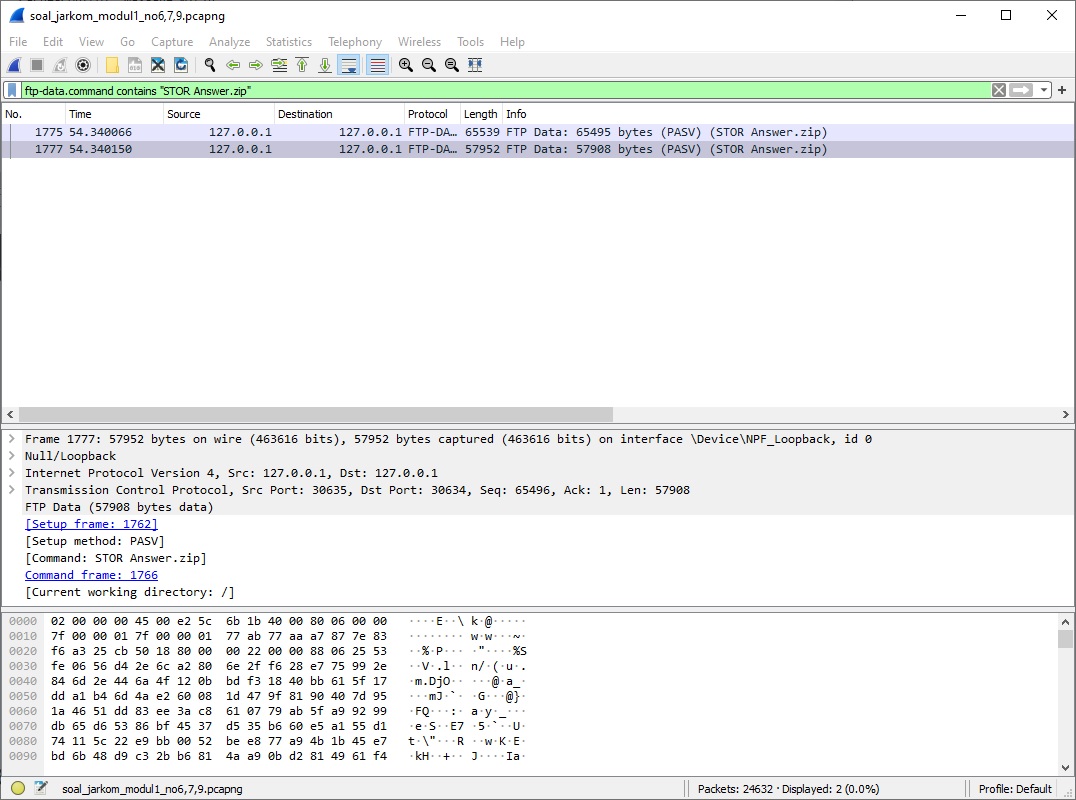 soal_jarkom_modul1_no6,7,9.pcapng
File Edit View Go Capture Analyze Statistics Telephony Wireless Tools Help
ftp-data.command contains "STOR Answer.zip"
No. Time Source Destination Protocol Length Info
1775 54.340066 127.0.0.1 127.0.0.1 FTP-DA… 65539 FTP Data: 65495 bytes (PASV) (STOR Answer.zip)
1777 54.340150 127.0.0.1 127.0.0.1 FTP-DA… 57952 FTP Data: 57908 bytes (PASV) (STOR Answer.zip)
Frame 1777: 57952 bytes on wire (463616 bits), 57952 bytes captured (463616 bits) on interface \Device\NPF_Loopback, id 0
Null/Loopback
Internet Protocol Version 4, Src: 127.0.0.1, Dst: 127.0.0.1
Transmission Control Protocol, Src Port: 30635, Dst Port: 30634, Seq: 65496, Ack: 1, Len: 57908
FTP Data (57908 bytes data)
[Setup frame: 1762]
[Setup method: PASV]
[Command: STOR Answer.zip]
Command frame: 1766
[Current working directory: /]
0000 02 00 00 00 45 00 e2 5c 6b 1b 40 00 80 06 00 00 ····E··\ k·@·····
0010 7f 00 00 01 7f 00 00 01 77 ab 77 aa a7 87 7e 83 ········ w·w···~·
0020 f6 a3 25 cb 50 18 80 00 00 22 00 00 88 06 25 53 ··%·P··· ·"····%S
0030 fe 06 56 d4 2e 6c a2 80 6e 2f f6 28 e7 75 99 2e ··V·.l·· n/·(·u·.
0040 84 6d 2e 44 6a 4f 12 0b bd f3 18 40 bb 61 5f 17 ·m.DjO·· ···@·a_·
0050 dd a1 b4 6d 4a e2 60 08 1d 47 9f 81 90 40 7d 95 ···mJ·`· ·G···@}·
0060 1a 46 51 dd 83 ee 3a c8 61 07 79 ab 5f a9 92 99 ·FQ···:· a·y·_···
0070 db 65 d6 53 86 bf 45 37 d5 35 b6 60 e5 a1 55 d1 ·e·S··E7 ·5·`··U·
0080 74 11 5c 22 e9 bb 00 52 be e8 77 a9 4b 1b 45 e7 t·\"···R ··w·K·E·
0090 bd 6b 48 d9 c3 2b b6 81 4a a9 0b d2 81 49 61 f4 ·kH··+·· J····Ia·
soal_jarkom_modul1_no6,7,9.pcapng Packets: 24632 · Displayed: 2 (0.0%) Profile: Default